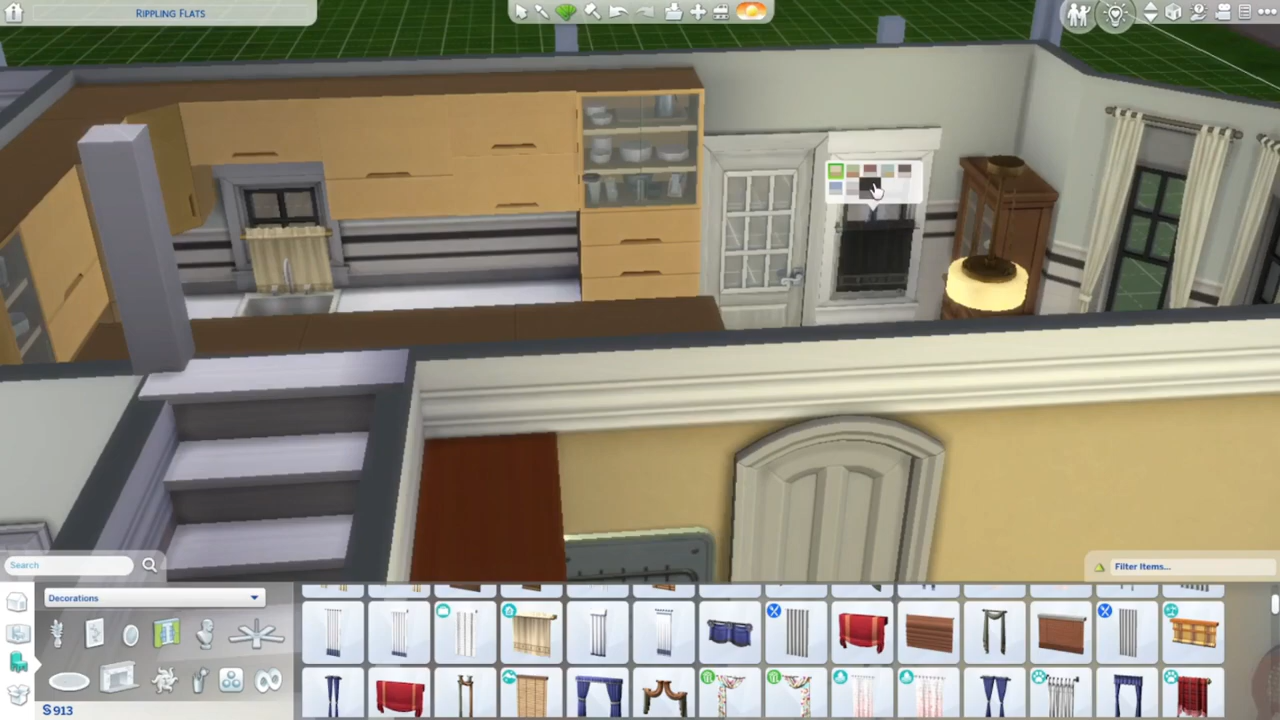 RIPPLING FLATS
Search
Filter Items...
Decorations
§913